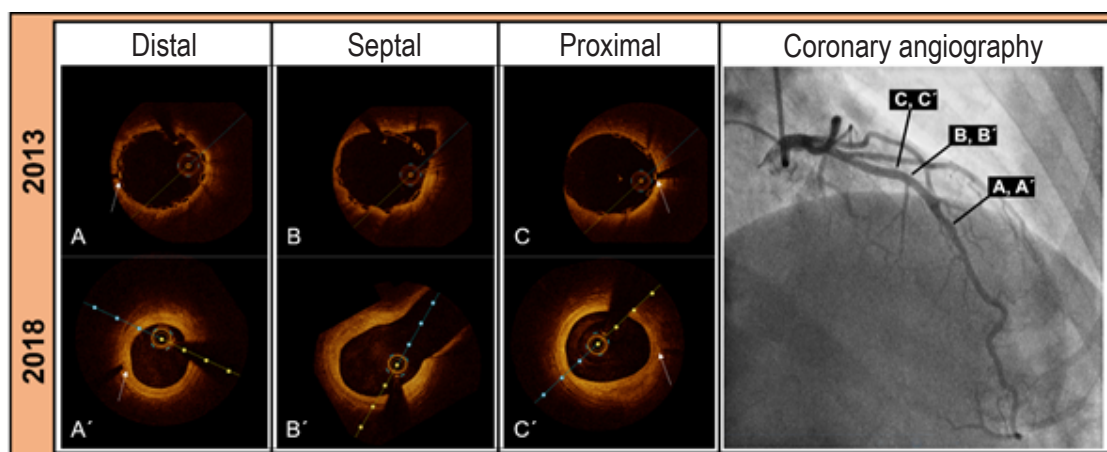 Distal
Septal
Proximal
Coronary angiography
2013
A
B
C
C, C´
B, B´
A, A´
2018
A´
B´
C´